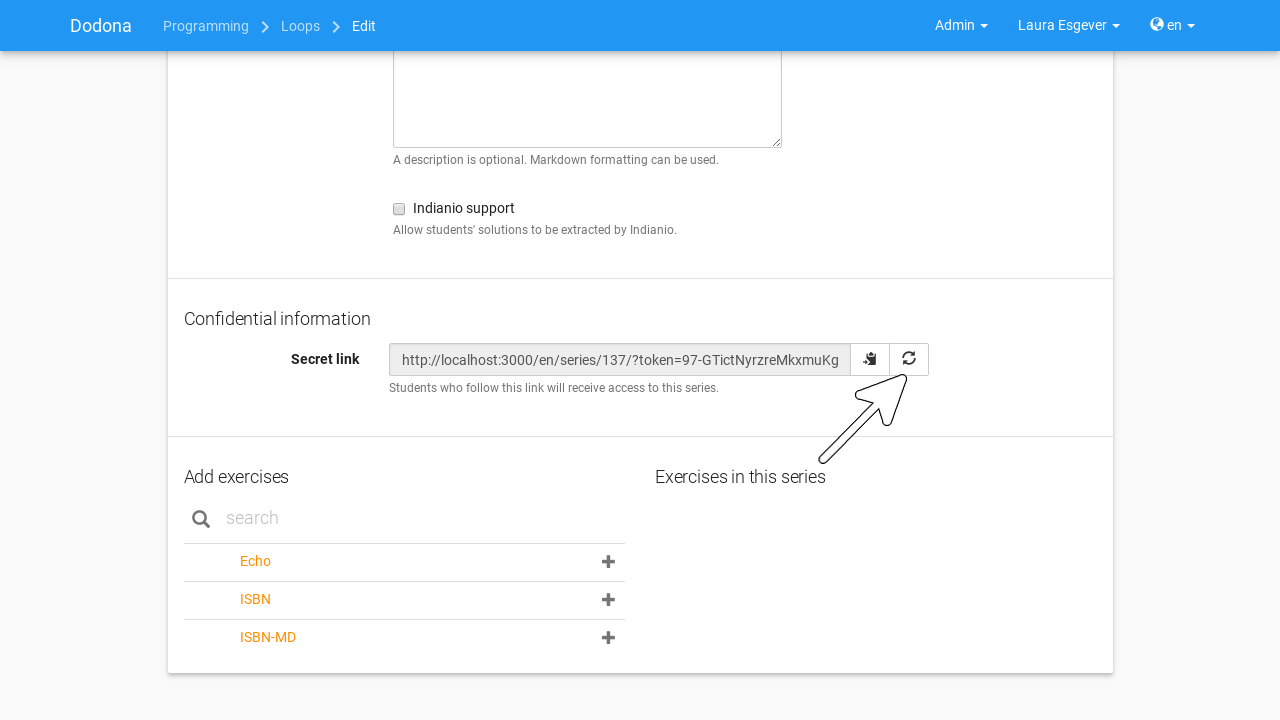 Dodona Programming Loops Edit Admin Laura Esgever en
A description is optional. Markdown formatting can be used.
Indianio support
Allow students' solutions to be extracted by Indianio.
Confidential information
Secret link http://localhost:3000/en/series/137/?token=97-GTictNyrzreMkxmuKg
Students who follow this link will receive access to this series.
Add exercises
search
Echo
ISBN
ISBN-MD
Exercises in this series